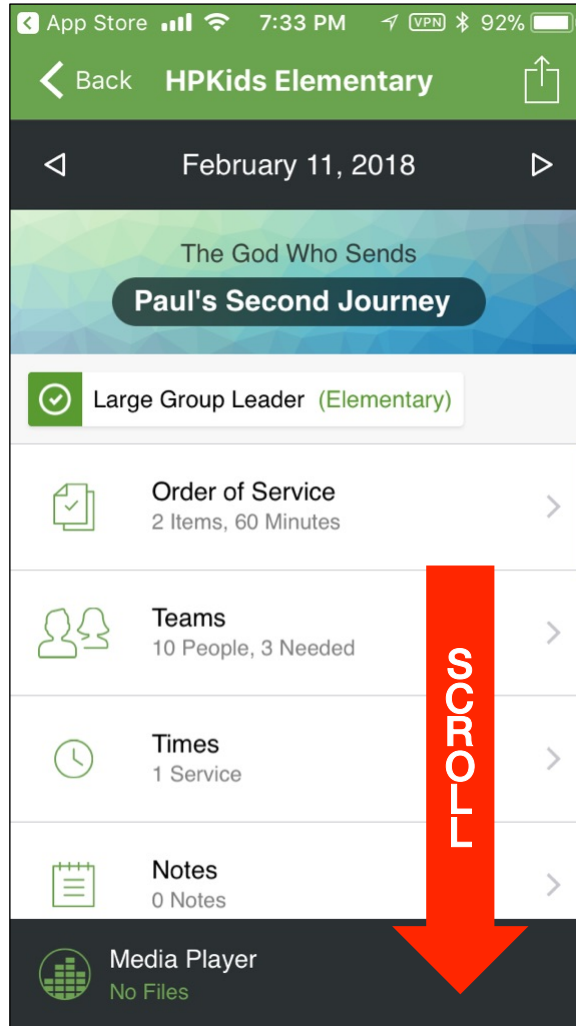 App Store 7:33 PM VPN 92%
Back HPKids Elementary
February 11, 2018
The God Who Sends
Paul's Second Journey
Large Group Leader (Elementary)
Order of Service
2 Items, 60 Minutes
Teams
10 People, 3 Needed
Times
1 Service
Notes
0 Notes
SCROLL
Media Player
No Files